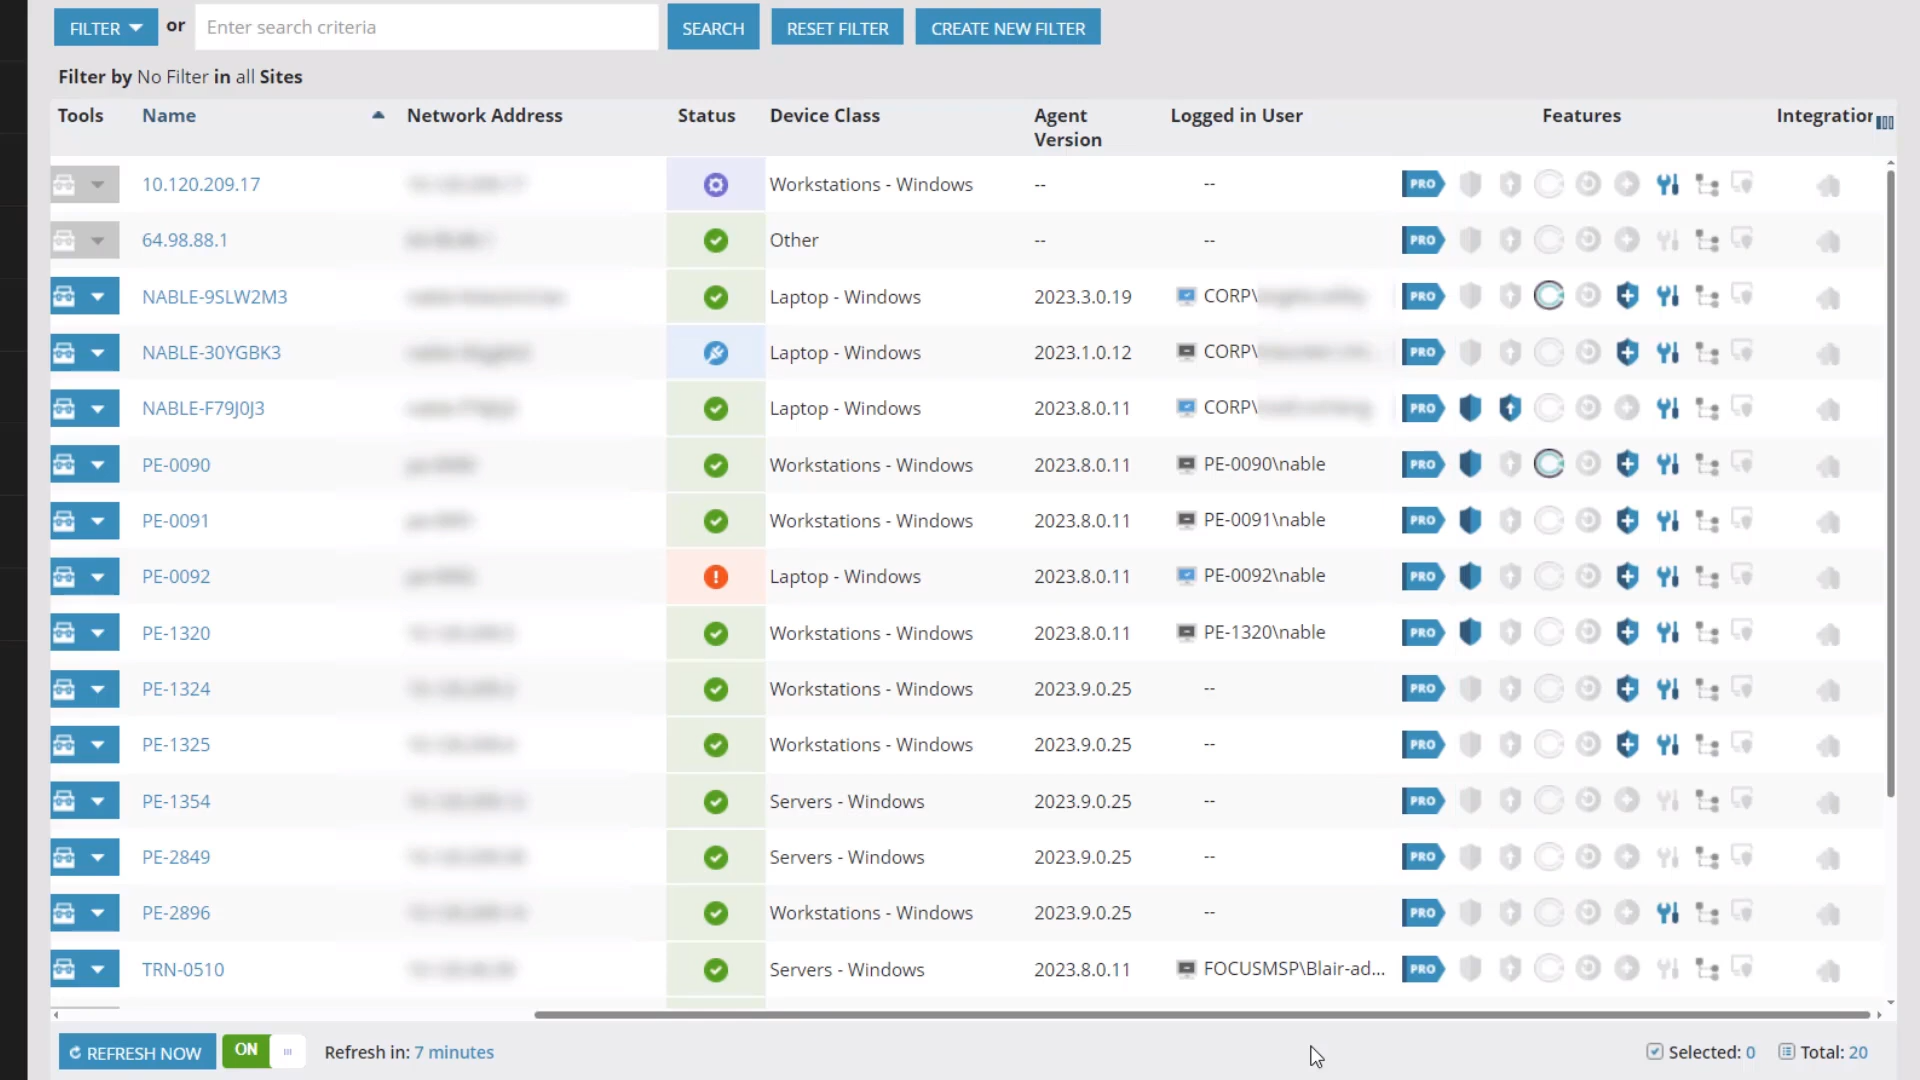 FILTER or Enter search criteria SEARCH RESET FILTER CREATE NEW FILTER
Filter by No Filter in all Sites
Tools Name Network Address Status Device Class Agent Version Logged in User Features Integration
10.120.209.17 Workstations - Windows -- -- PRO
64.98.88.1 Other -- -- PRO
NABLE-9SLW2M3 Laptop - Windows 2023.3.0.19 CORP\ PRO
NABLE-30YGBK3 Laptop - Windows 2023.1.0.12 CORP\ PRO
NABLE-F79J0J3 Laptop - Windows 2023.8.0.11 CORP\ PRO
PE-0090 Workstations - Windows 2023.8.0.11 PE-0090\nable PRO
PE-0091 Workstations - Windows 2023.8.0.11 PE-0091\nable PRO
PE-0092 Laptop - Windows 2023.8.0.11 PE-0092\nable PRO
PE-1320 Workstations - Windows 2023.8.0.11 PE-1320\nable PRO
PE-1324 Workstations - Windows 2023.9.0.25 -- PRO
PE-1325 Workstations - Windows 2023.9.0.25 -- PRO
PE-1354 Servers - Windows 2023.9.0.25 -- PRO
PE-2849 Servers - Windows 2023.9.0.25 -- PRO
PE-2896 Workstations - Windows 2023.9.0.25 -- PRO
TRN-0510 Servers - Windows 2023.8.0.11 FOCUSMSP\Blair-ad... PRO
REFRESH NOW ON Refresh in: 7 minutes Selected: 0 Total: 20